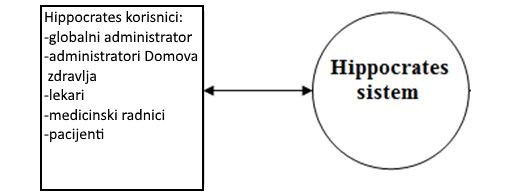 Hippocrates korisnici:
-globalni administrator
-administratori Domova
zdravlja
-lekari
-medicinski radnici
-pacijenti
Hippocrates
sistem